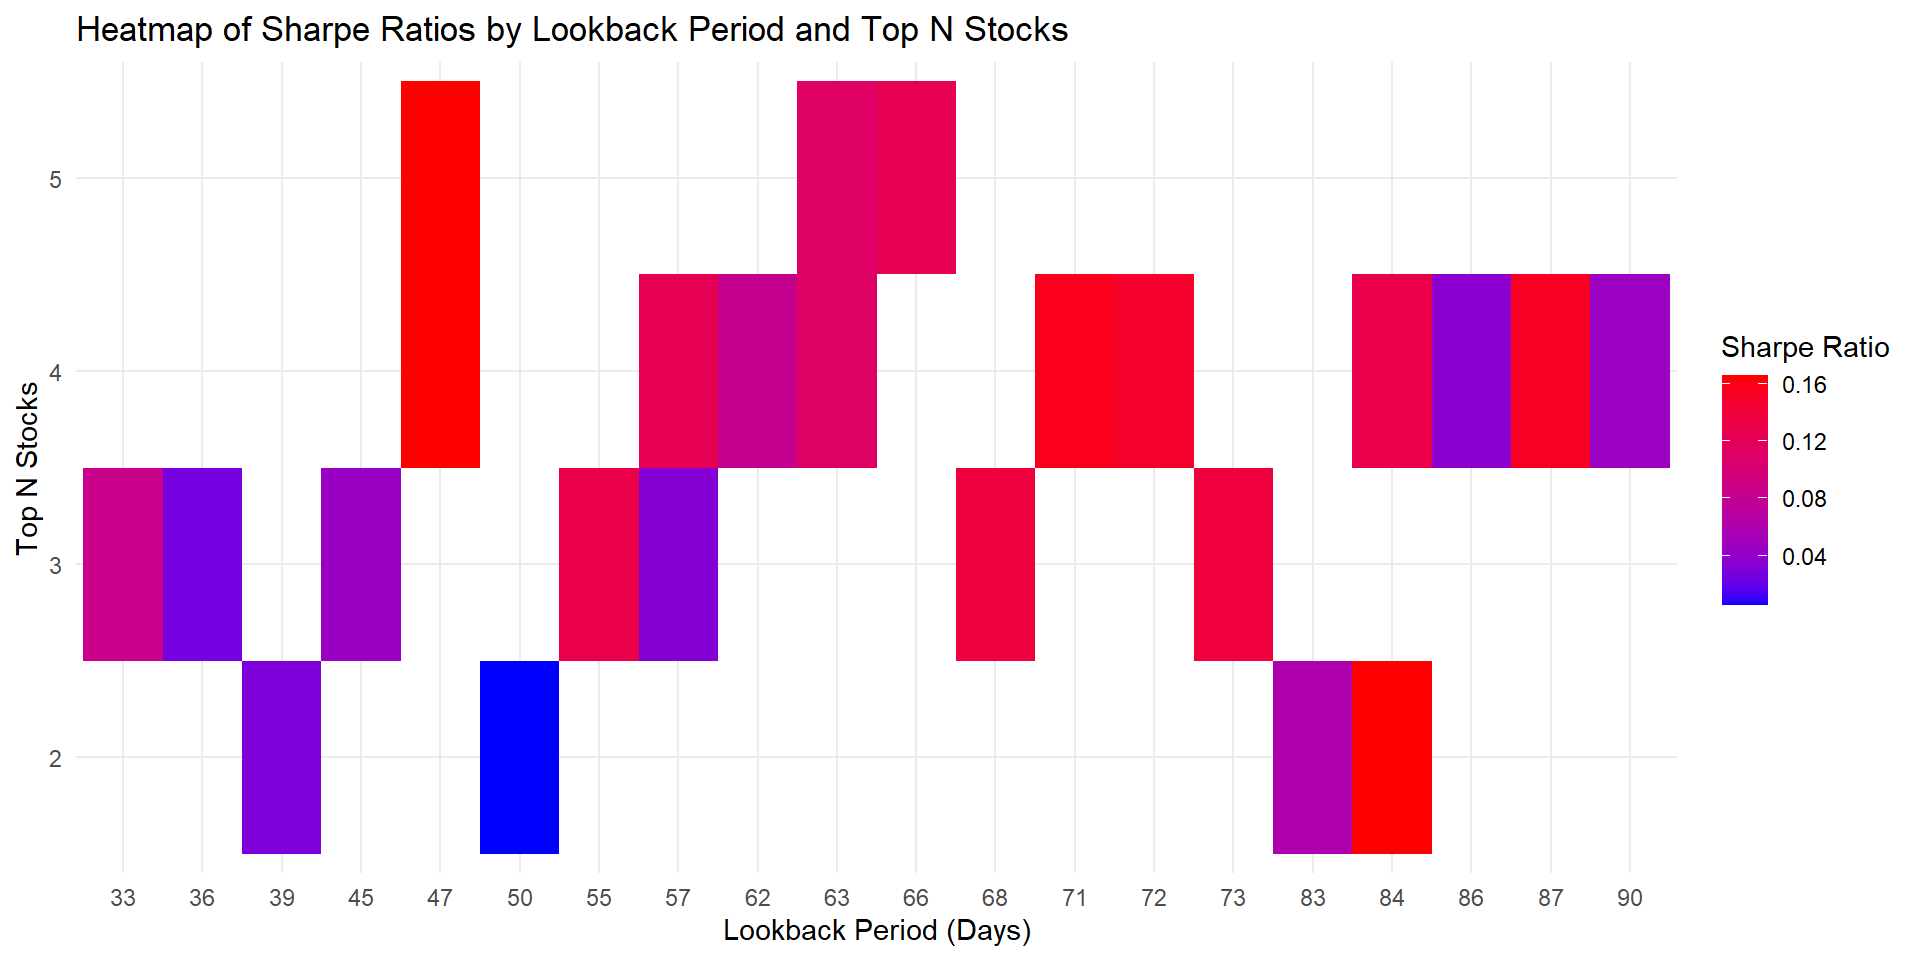 Heatmap of Sharpe Ratios by Lookback Period and Top N Stocks
Top N Stocks
5
4
3
2
33 36 39 45 47 50 55 57 62 63 66 68 71 72 73 83 84 86 87 90
Lookback Period (Days)
Sharpe Ratio
0.16
0.12
0.08
0.04